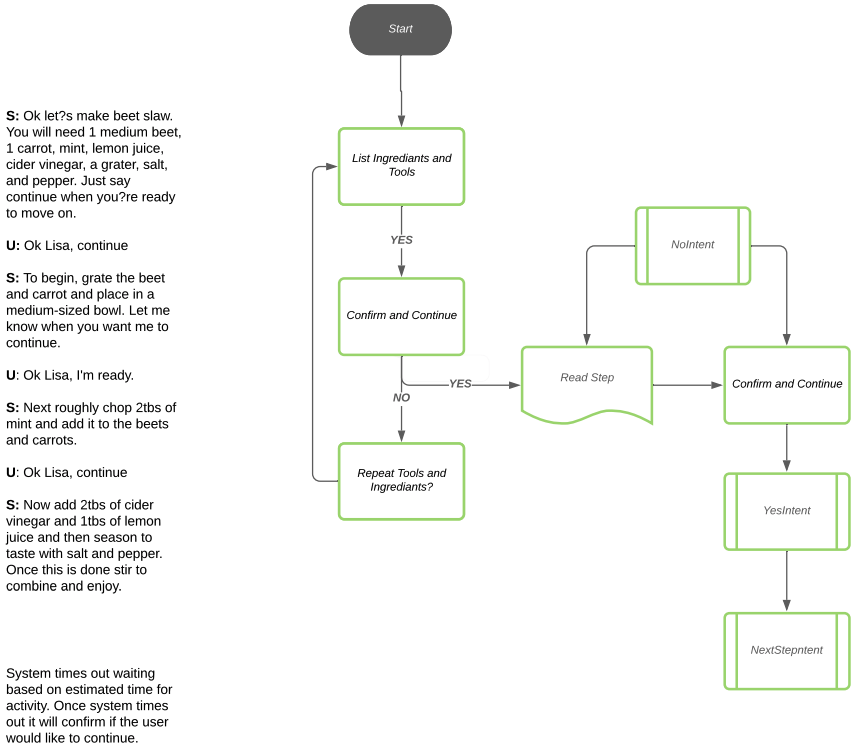 Start
S: Ok let?s make beet slaw.
You will need 1 medium beet,
1 carrot, mint, lemon juice,
cider vinegar, a grater, salt,
and pepper. Just say
continue when you?re ready
to move on.
U: Ok Lisa, continue
S: To begin, grate the beet
and carrot and place in a
medium-sized bowl. Let me
know when you want me to
continue.
U: Ok Lisa, I'm ready.
S: Next roughly chop 2tbs of
mint and add it to the beets
and carrots.
U: Ok Lisa, continue
S: Now add 2tbs of cider
vinegar and 1tbs of lemon
juice and then season to
taste with salt and pepper.
Once this is done stir to
combine and enjoy.
System times out waiting
based on estimated time for
activity. Once system times
out it will confirm if the user
would like to continue.
List Ingrediants and
Tools
YES
Confirm and Continue
YES
NO
Repeat Tools and
Ingrediants?
NoIntent
Read Step
Confirm and Continue
YesIntent
NextStepntent